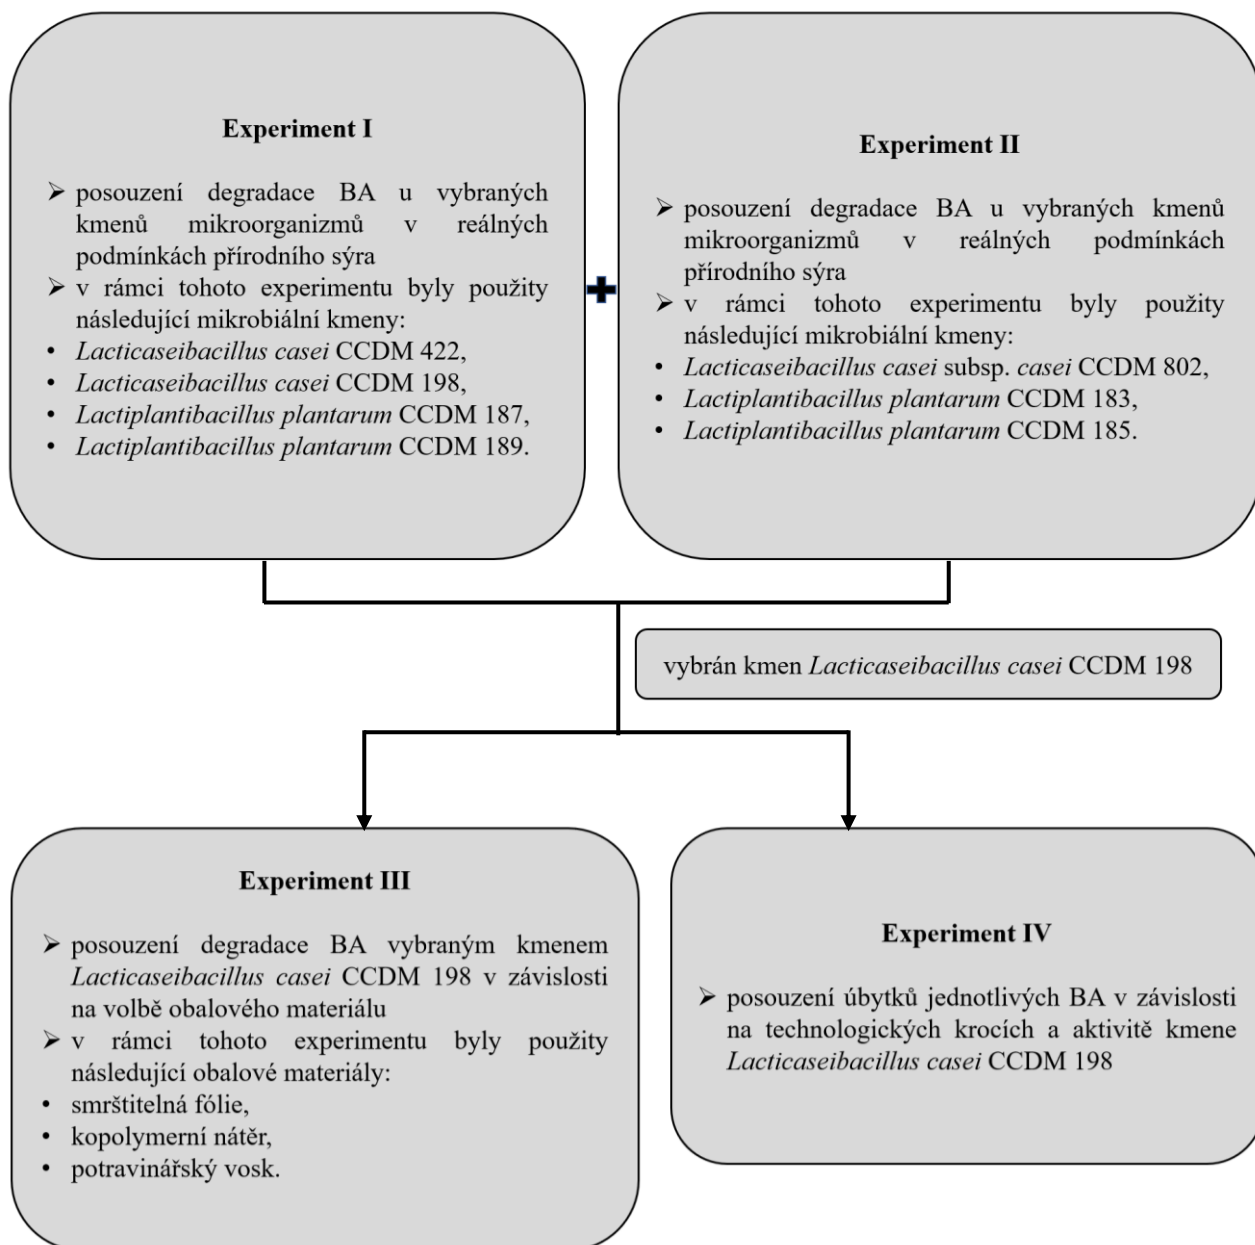 Experiment I
➢ posouzení degradace BA u vybraných
kmenů mikroorganizmů v reálných
podmínkách přírodního sýra
➢ v rámci tohoto experimentu byly použity
následující mikrobiální kmeny:
• Lacticaseibacillus casei CCDM 422,
• Lacticaseibacillus casei CCDM 198,
• Lactiplantibacillus plantarum CCDM 187,
• Lactiplantibacillus plantarum CCDM 189.
Experiment II
➢ posouzení degradace BA u vybraných kmenů
mikroorganizmů v reálných podmínkách
přírodního sýra
➢ v rámci tohoto experimentu byly použity
následující mikrobiální kmeny:
• Lacticaseibacillus casei subsp. casei CCDM 802,
• Lactiplantibacillus plantarum CCDM 183,
• Lactiplantibacillus plantarum CCDM 185.
vybrán kmen Lacticaseibacillus casei CCDM 198
Experiment III
➢ posouzení degradace BA vybraným kmenem
Lacticaseibacillus casei CCDM 198 v závislosti
na volbě obalového materiálu
➢ v rámci tohoto experimentu byly použity
následující obalové materiály:
• smrštitelná fólie,
• kopolymerní nátěr,
• potravinářský vosk.
Experiment IV
➢ posouzení úbytků jednotlivých BA v závislosti
na technologických krocích a aktivitě kmene
Lacticaseibacillus casei CCDM 198